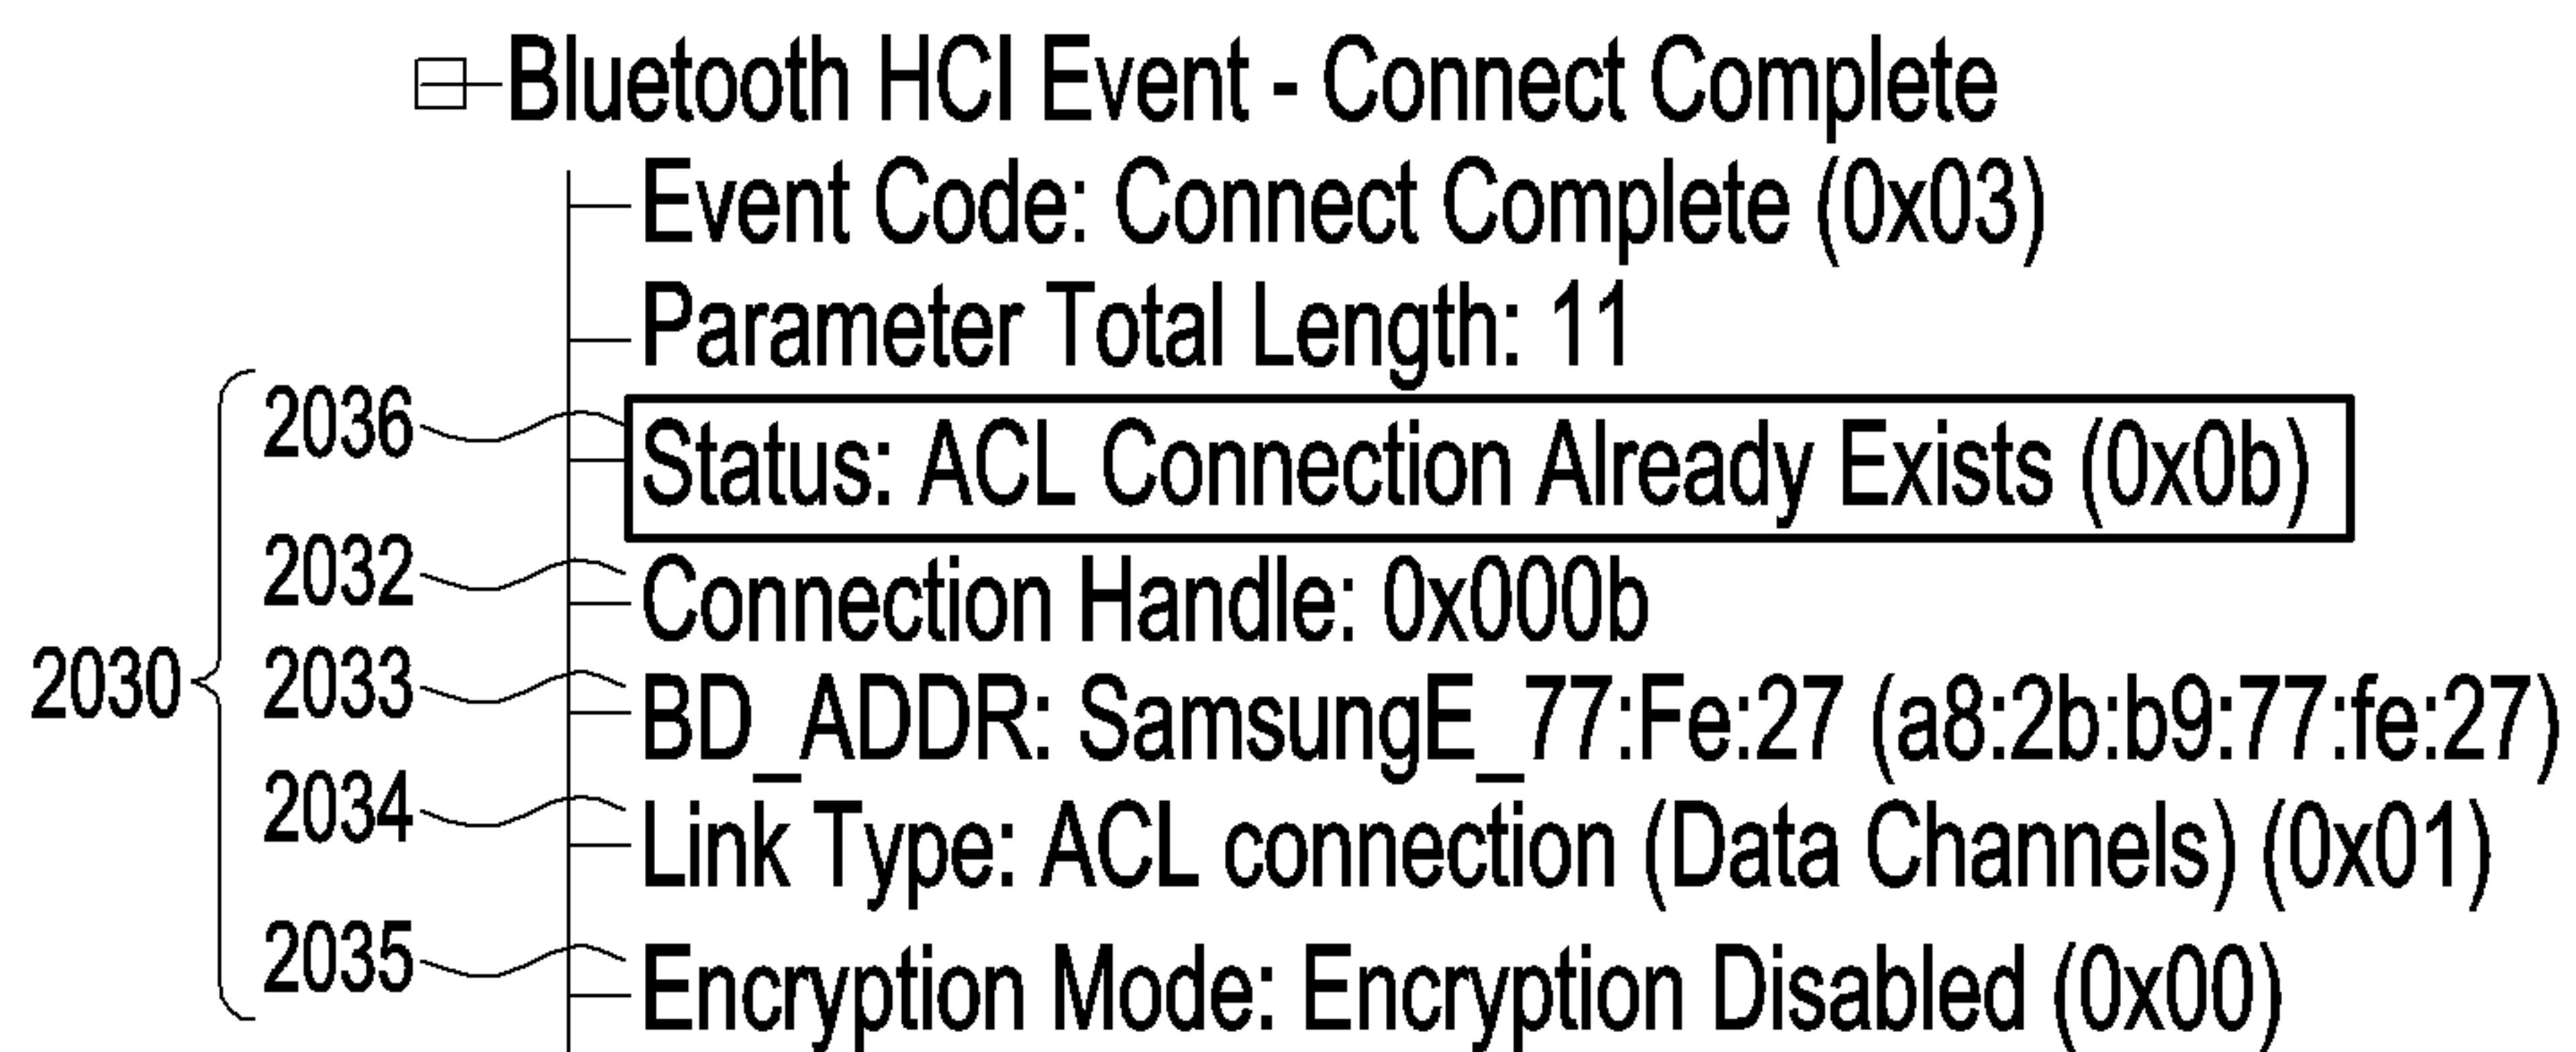 Bluetooth HCI Event - Connect Complete
Event Code: Connect Complete (0x03)
Parameter Total Length: 11
2036 Status: ACL Connection Already Exists (0x0b)
2032 Connection Handle: 0x000b
2030 2033 BD_ADDR: SamsungE_77:Fe:27 (a8:2b:b9:77:fe:27)
2034 Link Type: ACL connection (Data Channels) (0x01)
2035 Encryption Mode: Encryption Disabled (0x00)